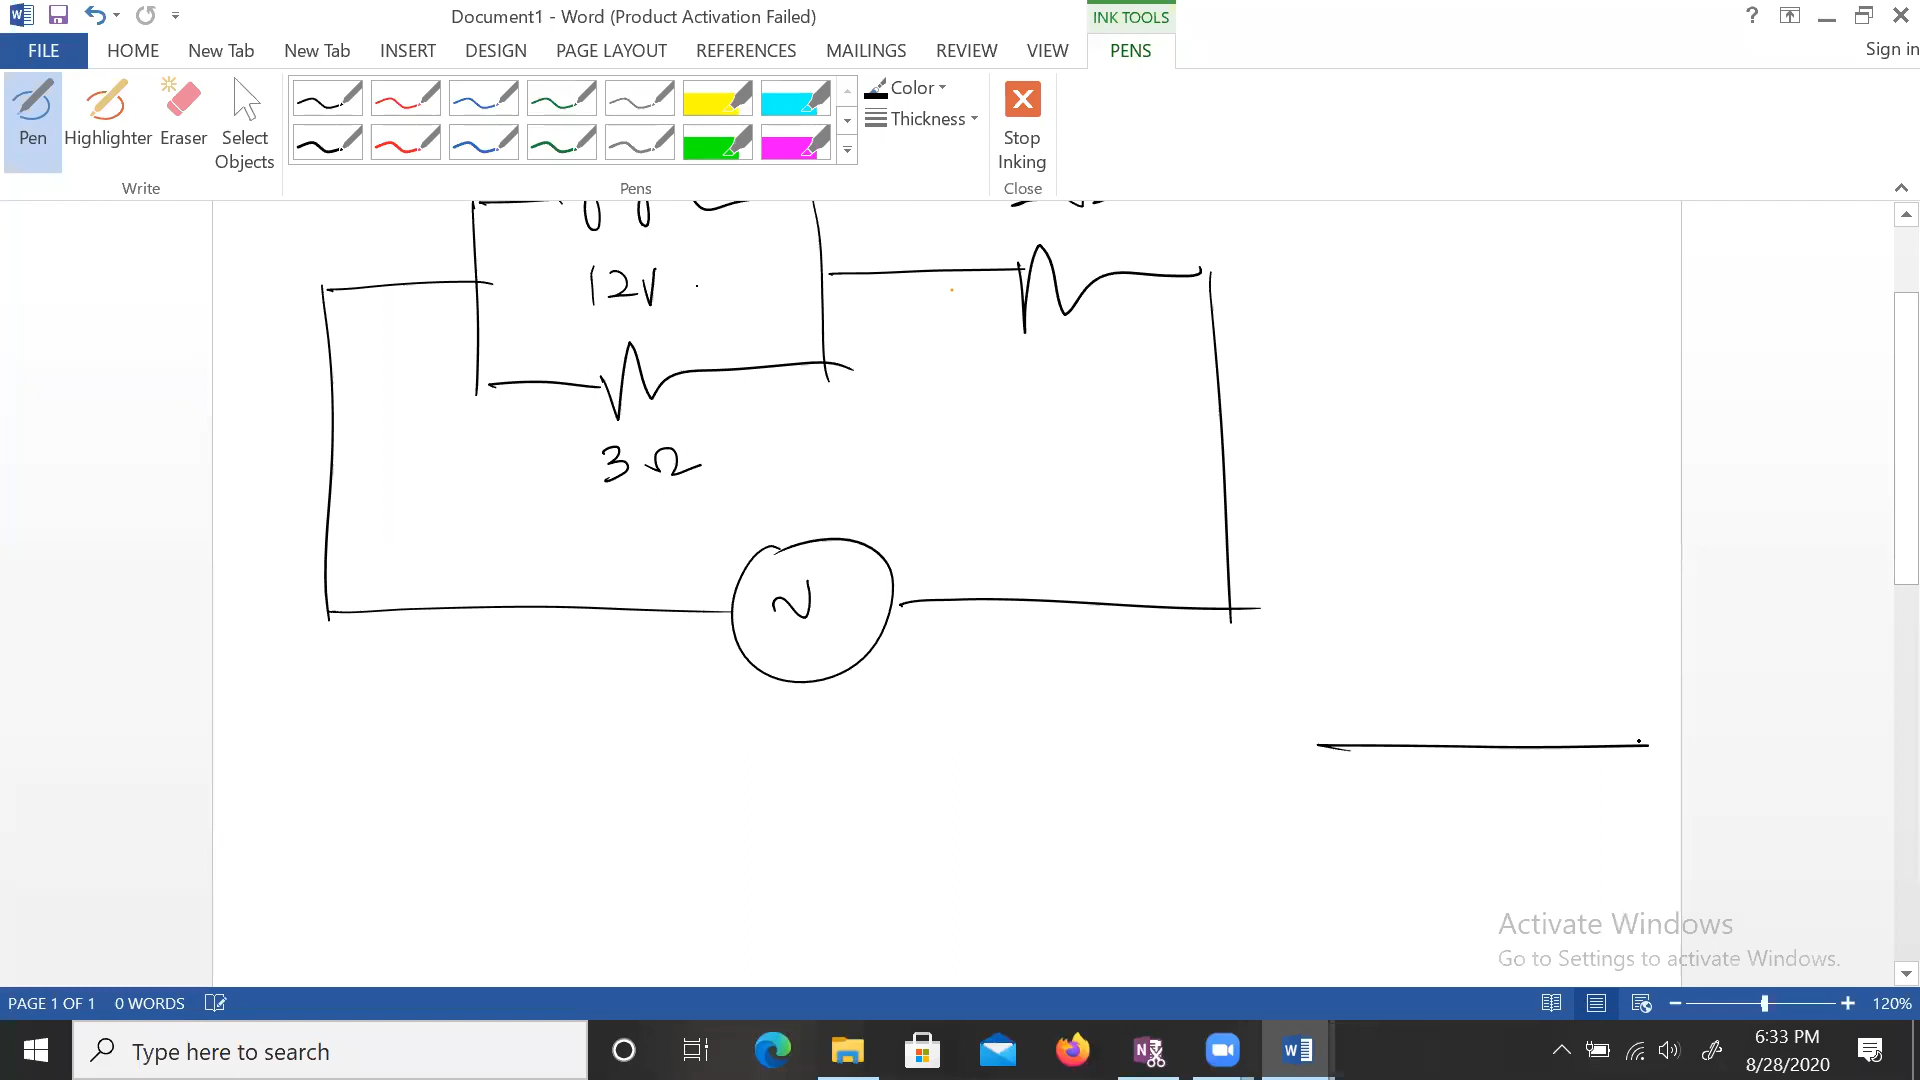 Document1 - Word (Product Activation Failed)
INK TOOLS
?
FILE HOME New Tab New Tab INSERT DESIGN PAGE LAYOUT REFERENCES MAILINGS REVIEW VIEW PENS Sign in
Pen Highlighter Eraser Select Objects
Color
Thickness
Stop Inking
Write Pens Close
12V
3 Ω
Activate Windows
Go to Settings to activate Windows.
PAGE 1 OF 1 0 WORDS 120%
Type here to search
6:33 PM
8/28/2020